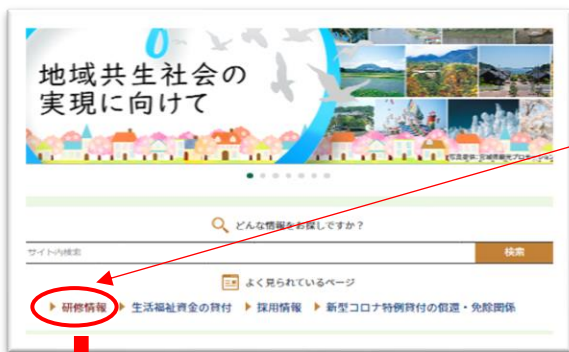 地域共生社会の
実現に向けて
どんな情報をお探しですか？
サイト内検索
検索
よく見られているページ
研修情報 生活福祉資金の貸付 採用情報 新型コロナ特例貸付の償還・免除関係